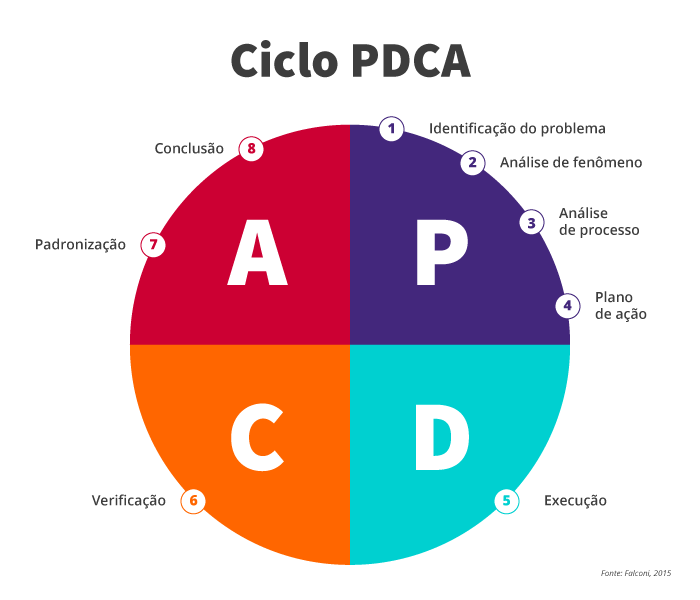 Ciclo PDCA
1 Identificação do problema
2 Análise de fenômeno
3 Análise
de processo
4 Plano
de ação
5 Execução
6 Verificação
7 Padronização
8 Conclusão
A P
C D
Fonte: Falconi, 2015